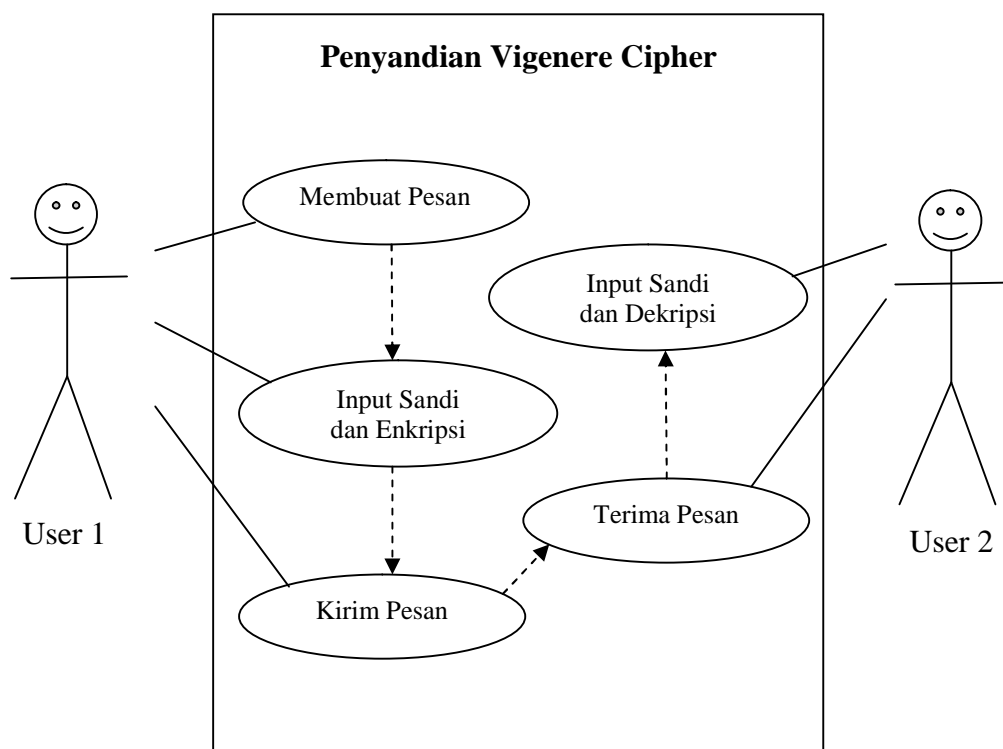 Penyandian Vigenere Cipher
Membuat Pesan
Input Sandi
dan Enkripsi
Kirim Pesan
Input Sandi
dan Dekripsi
Terima Pesan
User 1
User 2